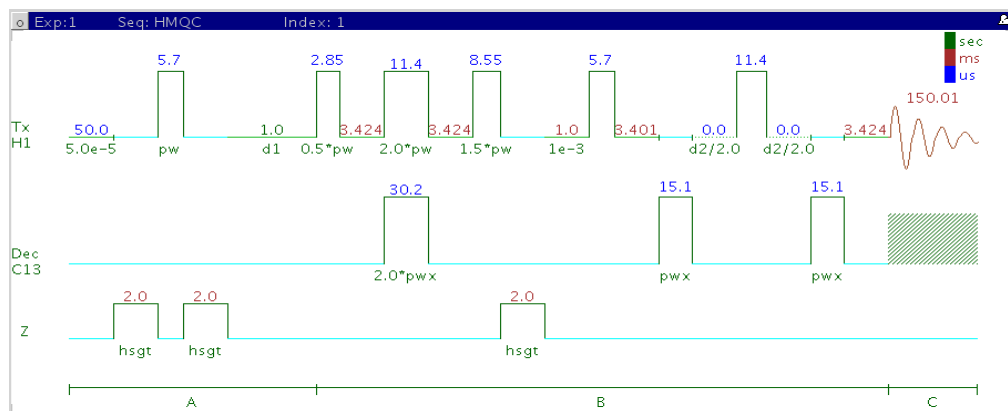 o Exp:1 Seq: HMQC Index: 1
sec
ms
us
5.7 2.85 11.4 8.55 5.7 11.4 150.01
Tx
H1
50.0 1.0 3.424 3.424 1.0 3.401 0.0 0.0 3.424
5.0e-5 pw d1 0.5*pw 2.0*pw 1.5*pw 1e-3 d2/2.0 d2/2.0
30.2 15.1 15.1
Dec
C13
2.0*pwx pwx pwx
2.0 2.0 2.0
Z
hsgt hsgt hsgt
A B C